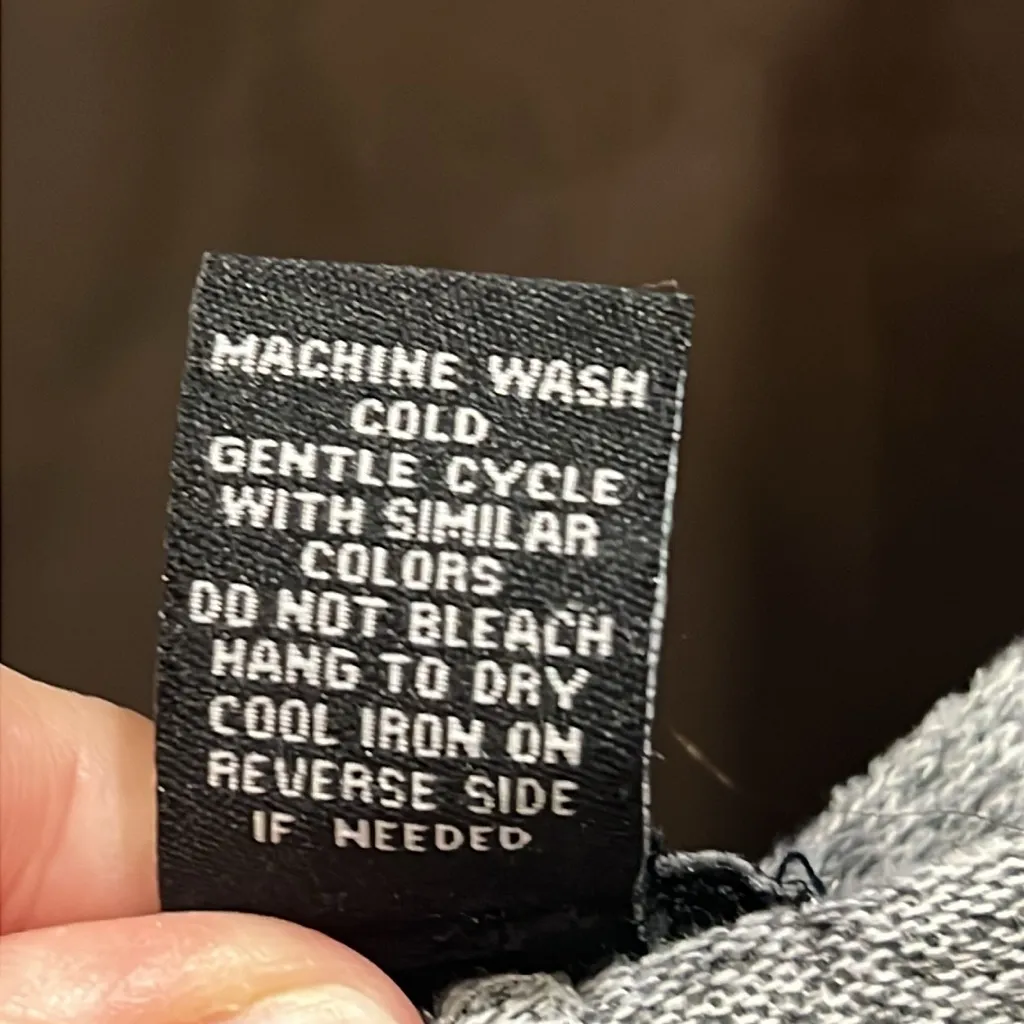 MACHINE WASH
COLD
GENTLE CYCLE
WITH SIMILAR
COLORS
DO NOT BLEACH
HANG TO DRY
COOL IRON ON
REVERSE SIDE
IF NEEDED